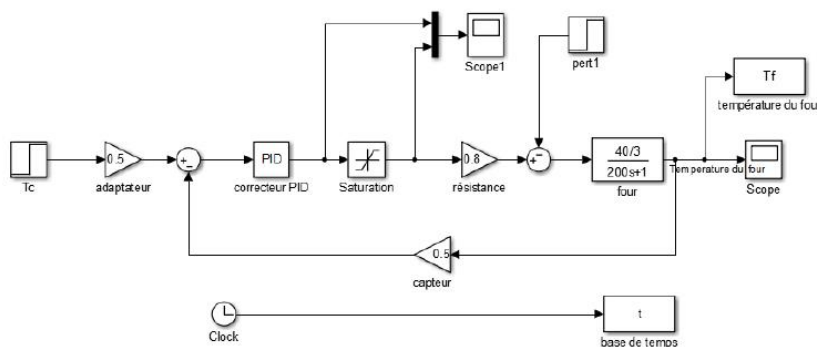 Scope1
pert1
Tf
température du fou
Tc
0.5
adaptateur
PID
correcteur PID
Saturation
0.8
résistance
40/3
200s+1
four
Temperature du four
Scope
0.5
capteur
Clock
t
base de temps